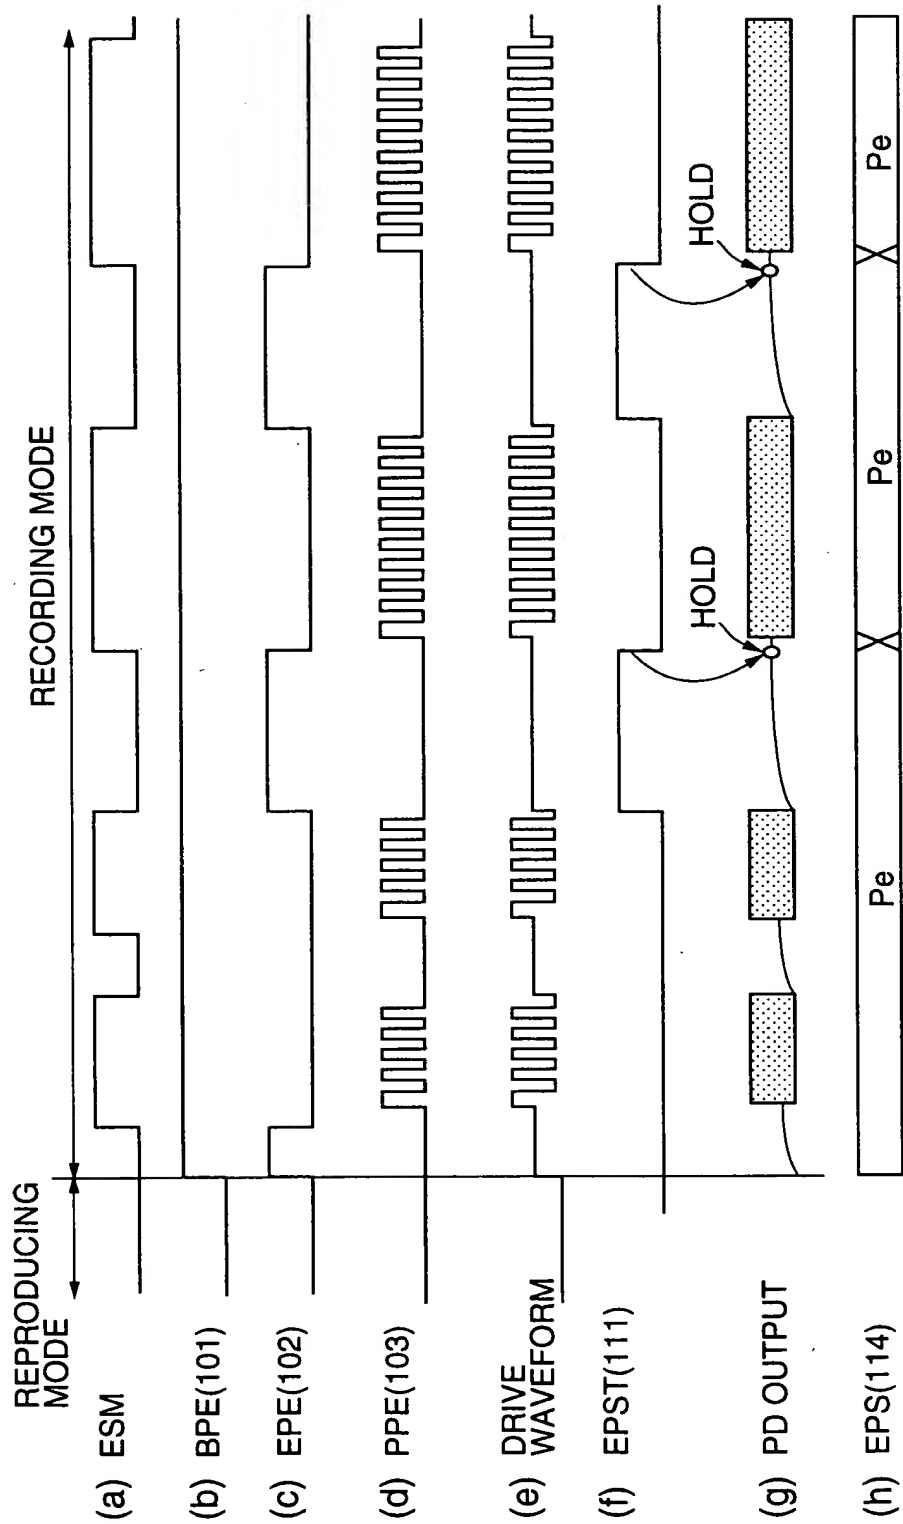 REPRODUCING
MODE
RECORDING MODE
(a) ESM
(b) BPE(101)
(c) EPE(102)
(d) PPE(103)
(e) DRIVE
WAVEFORM
(f) EPST(111)
HOLD
HOLD
(g) PD OUTPUT
(h) EPS(114)
Pe
Pe
Pe